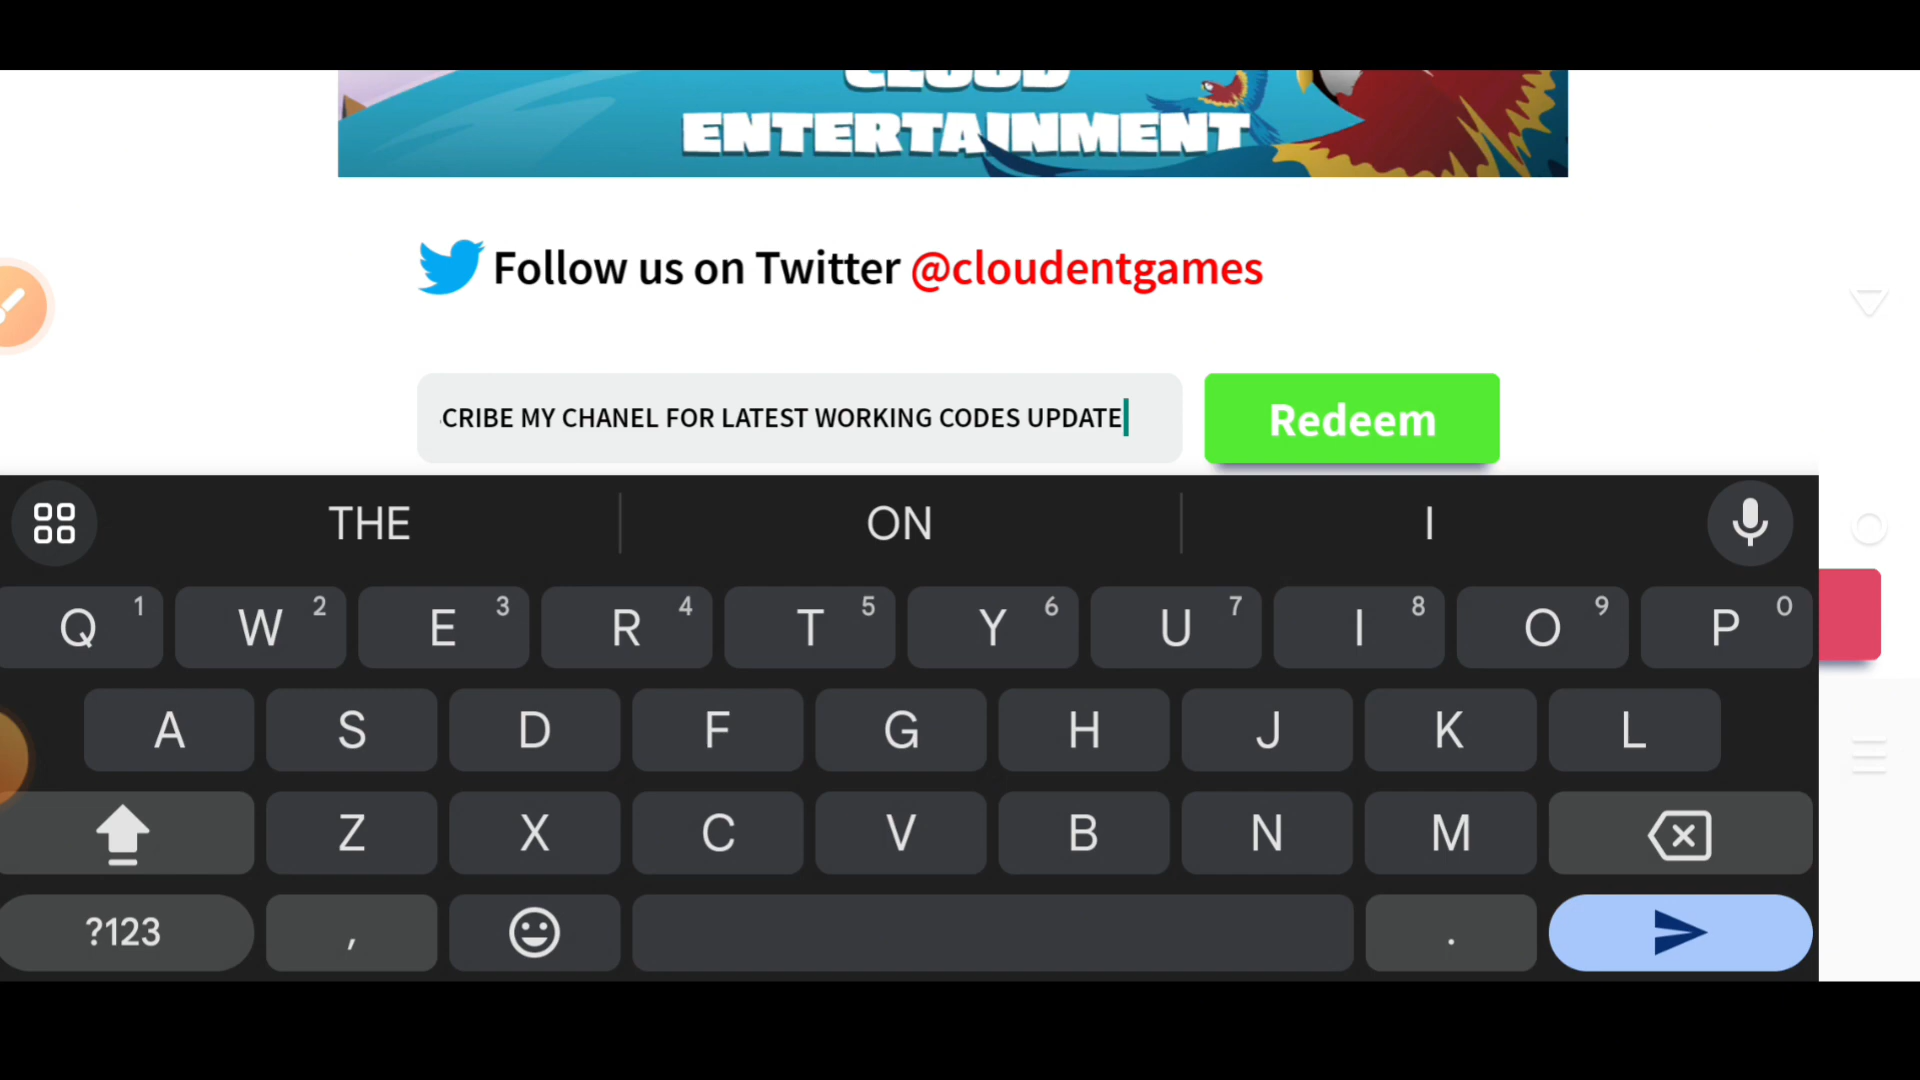 CLOUD
ENTERTAINMENT
Follow us on Twitter @cloudentgames
CRIBE MY CHANEL FOR LATEST WORKING CODES UPDATE
Redeem
THE ON I
Q 1 W 2 E 3 R 4 T 5 Y 6 U 7 I 8 O 9 P 0
A S D F G H J K L
Z X C V B N M
?123 , .